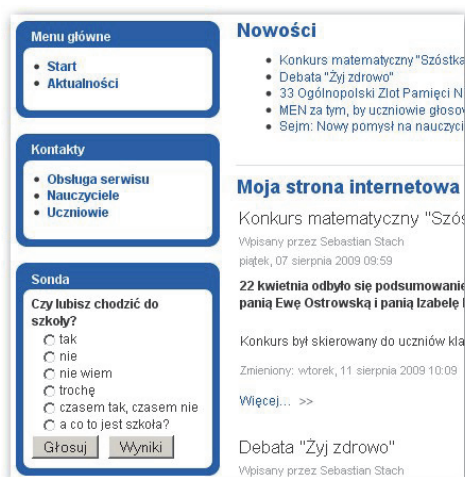 Menu główne
Start
Aktualności
Kontakty
Obsługa serwisu
Nauczyciele
Uczniowie
Sonda
Czy lubisz chodzić do
szkoły?
tak
nie
nie wiem
trochę
czasem tak, czasem nie
a co to jest szkoła?
Głosuj Wyniki
Nowości
Konkurs matematyczny "Szóstka
Debata "Żyj zdrowo"
33 Ogólnopolski Zlot Pamięci N
MEN za tym, by uczniowie głosow
Sejm: Nowy pomysł na nauczyci
Moja strona internetowa
Konkurs matematyczny "Szós
Wpisany przez Sebastian Stach
piątek, 07 sierpnia 2009 09:59
22 kwietnia odbyło się podsumowanie
panią Ewę Ostrowską i panią Izabelę
Konkurs był skierowany do uczniów kla
Zmieniony: wtorek, 11 sierpnia 2009 10:09
Więcej... >>
Debata "Żyj zdrowo"
Wpisany przez Sebastian Stach